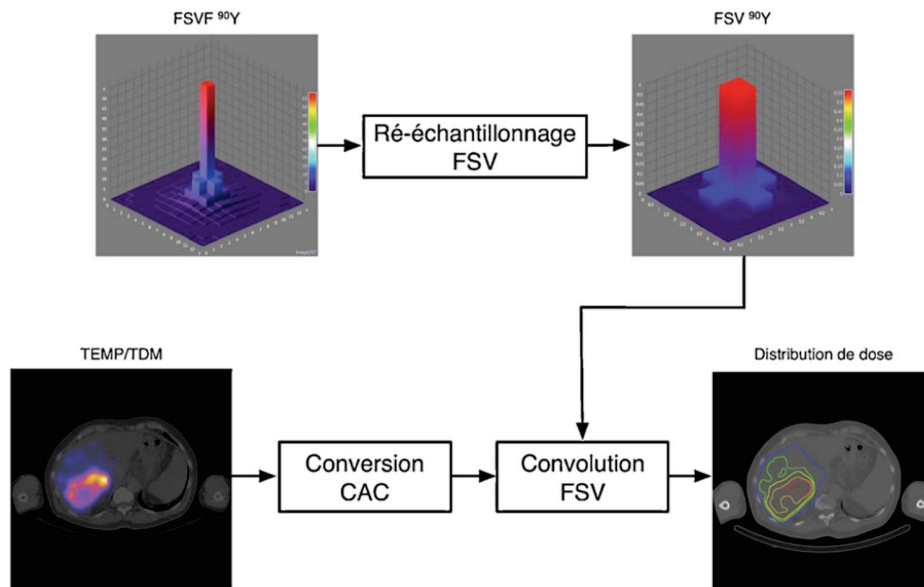 FSVF ⁹⁰Y
FSV ⁹⁰Y
Ré-échantillonnage
FSV
TEMP/TDM
Distribution de dose
Conversion
CAC
Convolution
FSV